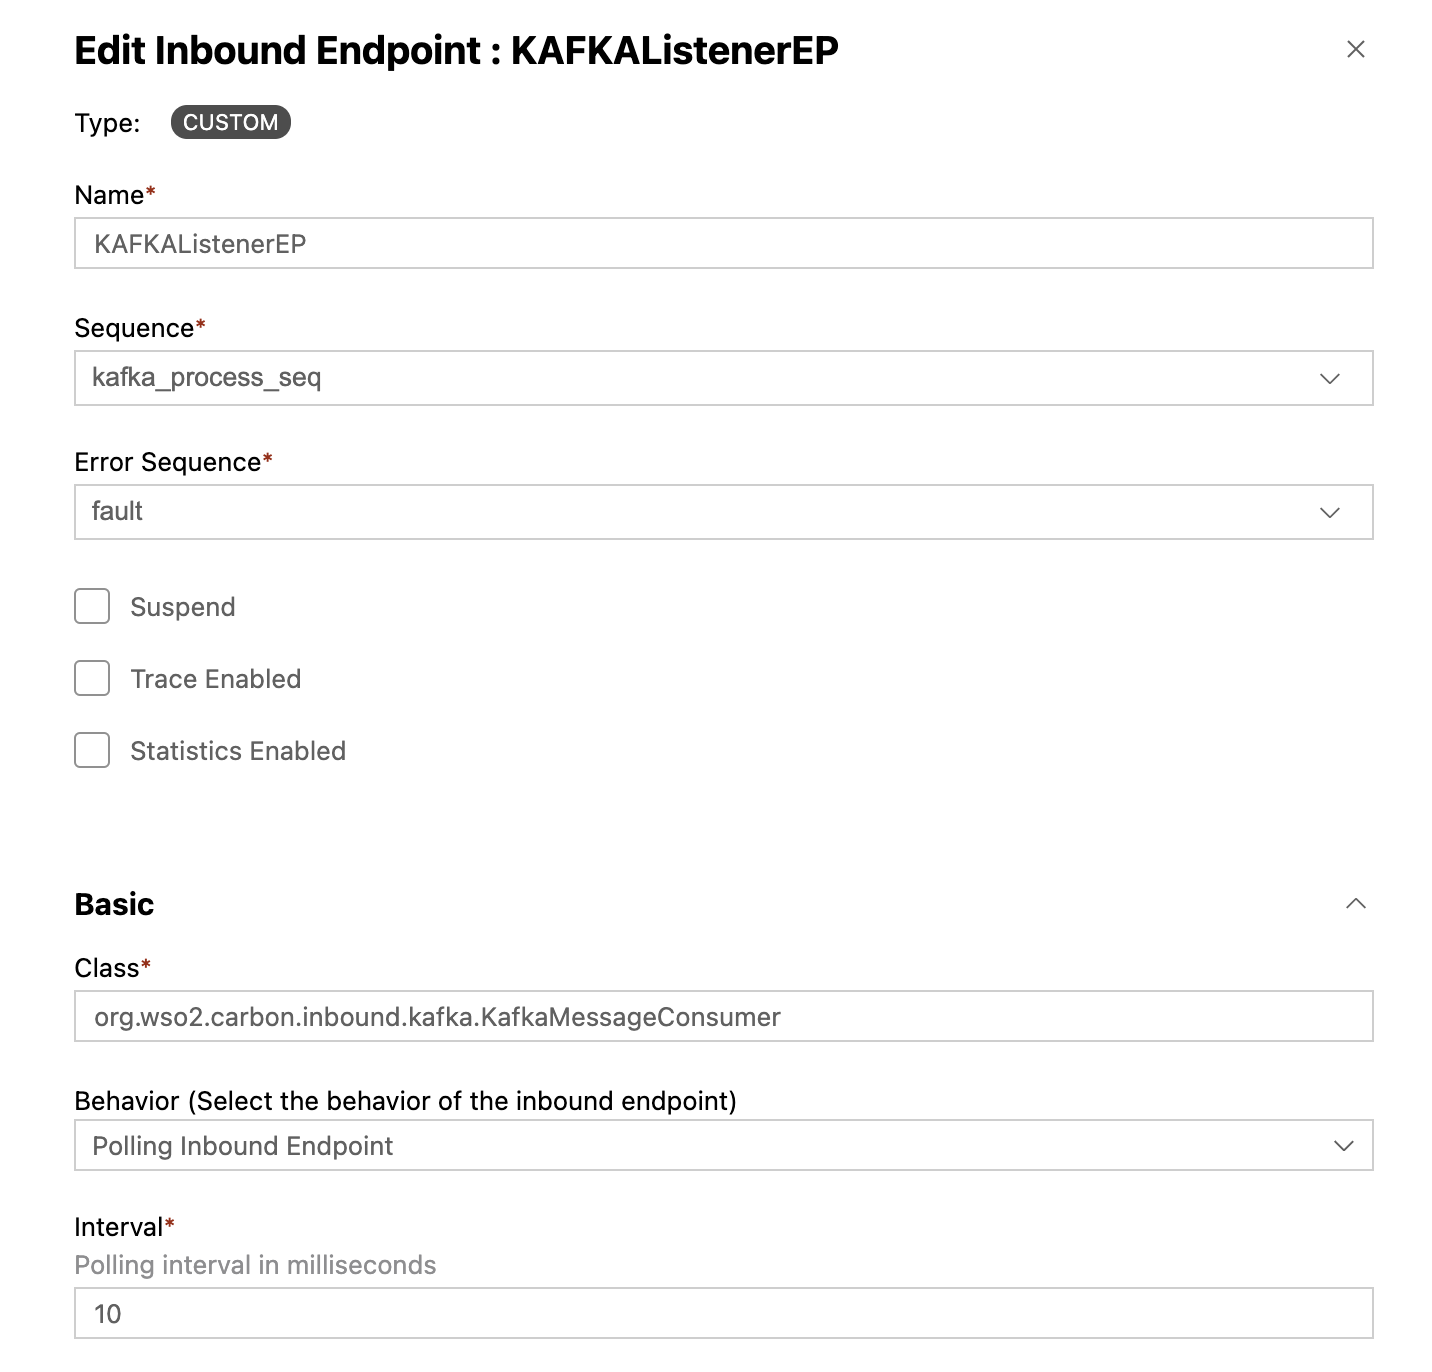 Edit Inbound Endpoint : KAFKAListenerEP
Type: CUSTOM
Name*
KAFKAListenerEP
Sequence*
kafka_process_seq
Error Sequence*
fault
Suspend
Trace Enabled
Statistics Enabled
Basic
Class*
org.wso2.carbon.inbound.kafka.KafkaMessageConsumer
Behavior (Select the behavior of the inbound endpoint)
Polling Inbound Endpoint
Interval*
Polling interval in milliseconds
10